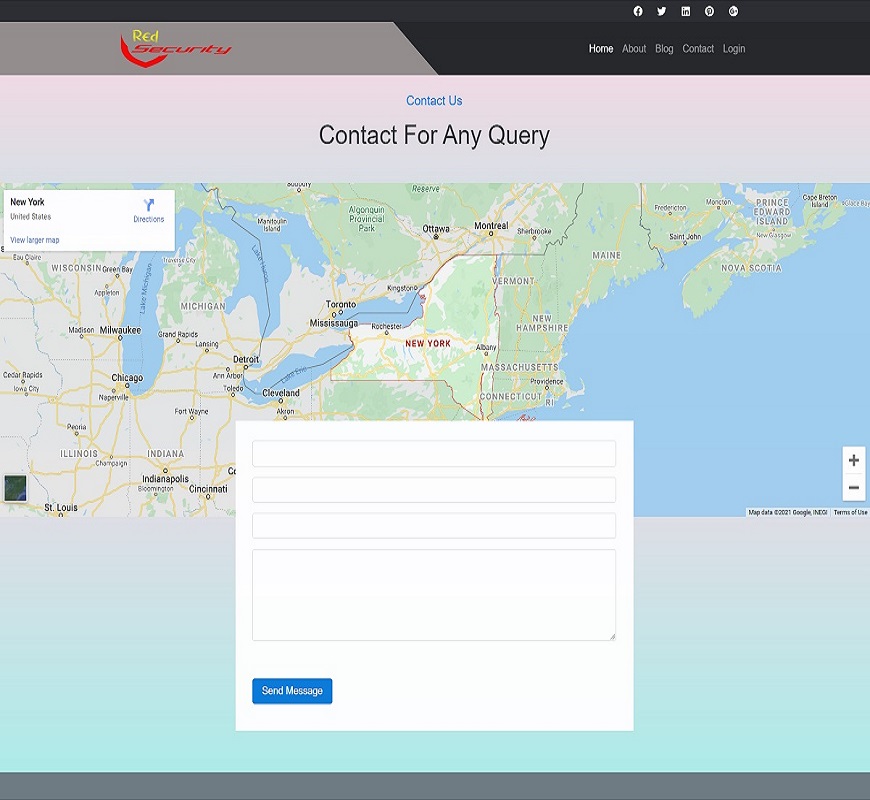 Red
Security
Home About Blog Contact Login
Contact Us
Contact For Any Query
New York
United States
Directions
View larger map
Sudbury
Reserve
Algonquin
Provincial
Park
Manitoulin
Island
Ottawa
Montreal
Sherbrooke
Fredericton
Moncton
PRINCE
EDWARD
ISLAND
Cape Breton
Island
Saint John
New Glasgow
NOVA SCOTIA
MAINE
Eau Claire
WISCONSIN
Green Bay
Traverse City
Lake Michigan
Lake Huron
Appleton
MICHIGAN
Kingston
Toronto
Mississauga
Rochester
VERMONT
NEW
HAMPSHIRE
Madison
Milwaukee
Grand Rapids
Lansing
NEW YORK
Albany
Detroit
Ann Arbor
MASSACHUSETTS
Cedar Rapids
Iowa City
Chicago
Naperville
Toledo
Lake Erie
Cleveland
Providence
CONNECTICUT
RI
Fort Wayne
Akron
Peoria
ILLINOIS
Champaign
INDIANA
Indianapolis
Bloomington
Cincinnati
St. Louis
Map data ©2021 Google, INEGI
Terms of Use
Send Message